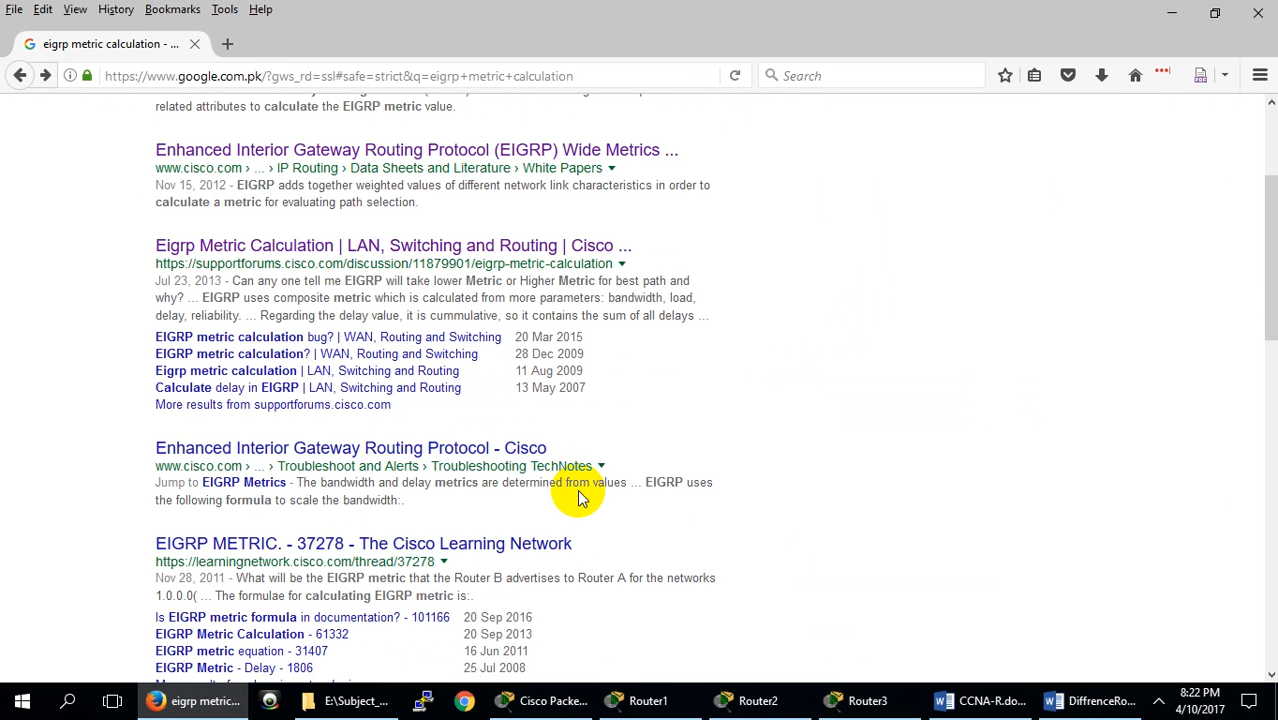 File Edit View History Bookmarks Tools Help
eigrp metric calculation - ...
https://www.google.com.pk/?gws_rd=ssl#safe=strict&q=eigrp+metric+calculation
Search
related attributes to calculate the EIGRP metric value.
Enhanced Interior Gateway Routing Protocol (EIGRP) Wide Metrics ...
www.cisco.com › ... › IP Routing › Data Sheets and Literature › White Papers
Nov 15, 2012 - EIGRP adds together weighted values of different network link characteristics in order to
calculate a metric for evaluating path selection.
Eigrp Metric Calculation | LAN, Switching and Routing | Cisco ...
https://supportforums.cisco.com/discussion/11879901/eigrp-metric-calculation
Jul 23, 2013 - Can any one tell me EIGRP will take lower Metric or Higher Metric for best path and
why? ... EIGRP uses composite metric which is calculated from more parameters: bandwidth, load,
delay, reliability. ... Regarding the delay value, it is cummulative, so it contains the sum of all delays ...
EIGRP metric calculation bug? | WAN, Routing and Switching 20 Mar 2015
EIGRP metric calculation? | WAN, Routing and Switching 28 Dec 2009
Eigrp metric calculation | LAN, Switching and Routing 11 Aug 2009
Calculate delay in EIGRP | LAN, Switching and Routing 13 May 2007
More results from supportforums.cisco.com
Enhanced Interior Gateway Routing Protocol - Cisco
www.cisco.com › ... › Troubleshoot and Alerts › Troubleshooting TechNotes
Jump to EIGRP Metrics - The bandwidth and delay metrics are determined from values ... EIGRP uses
the following formula to scale the bandwidth:.
EIGRP METRIC. - 37278 - The Cisco Learning Network
https://learningnetwork.cisco.com/thread/37278
Nov 28, 2011 - What will be the EIGRP metric that the Router B advertises to Router A for the networks
1.0.0.0( ... The formulae for calculating EIGRP metric is:.
Is EIGRP metric formula in documentation? - 101166 20 Sep 2016
EIGRP Metric Calculation - 61332 20 Sep 2013
EIGRP metric equation - 31407 16 Jun 2011
EIGRP Metric - Delay - 1806 25 Jul 2008
eigrp metric... E:\Subject_... Cisco Packe... Router1 Router2 Router3 CCNA-R.do... DiffrenceRo...
8:22 PM
4/10/2017